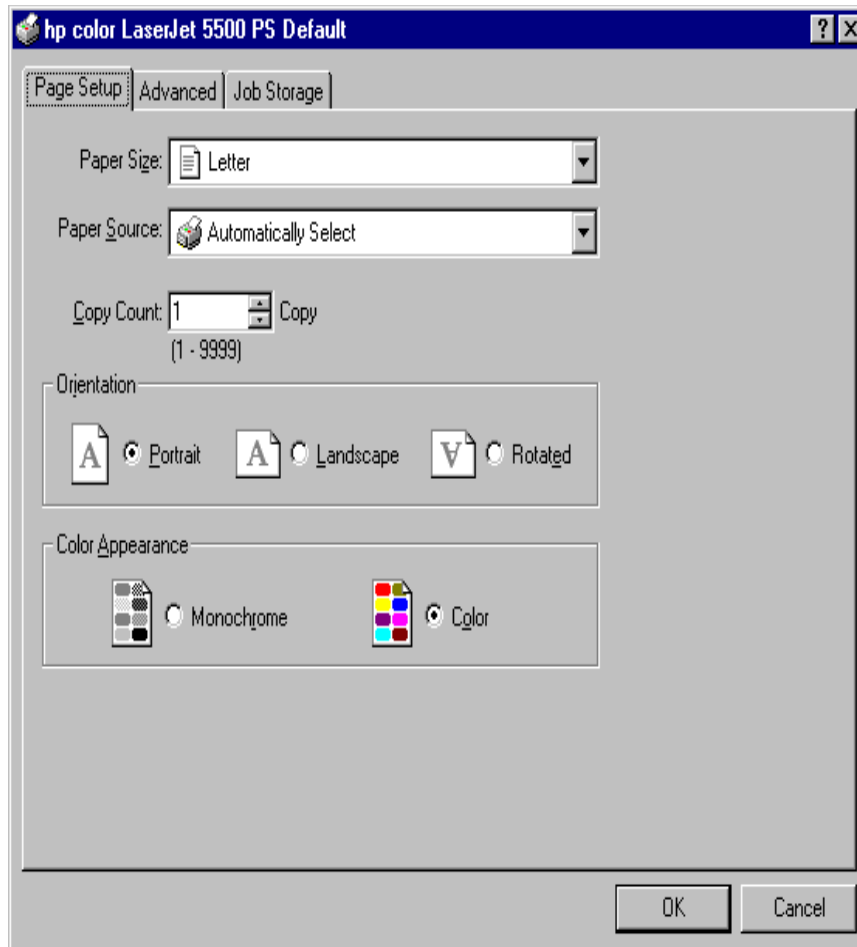 hp color LaserJet 5500 PS Default
Page Setup Advanced Job Storage
Paper Size: Letter
Paper Source: Automatically Select
Copy Count: 1 Copy
(1 - 9999)
Orientation
A Portrait A Landscape A Rotated
Color Appearance
Monochrome Color
OK Cancel